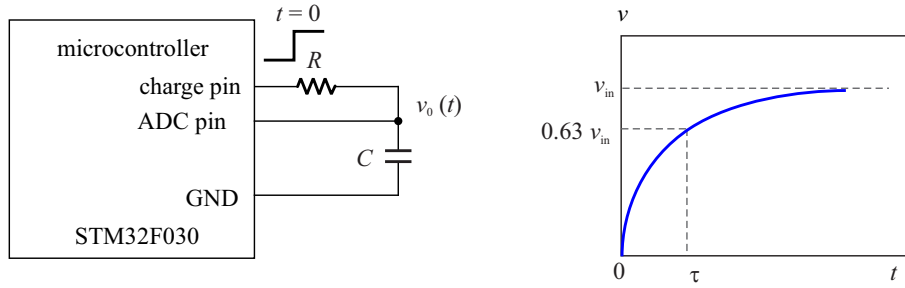 t = 0
microcontroller
R
charge pin
v₀ (t)
ADC pin
C
GND
STM32F030
v
vᵢₙ
0.63 vᵢₙ
0
τ
t